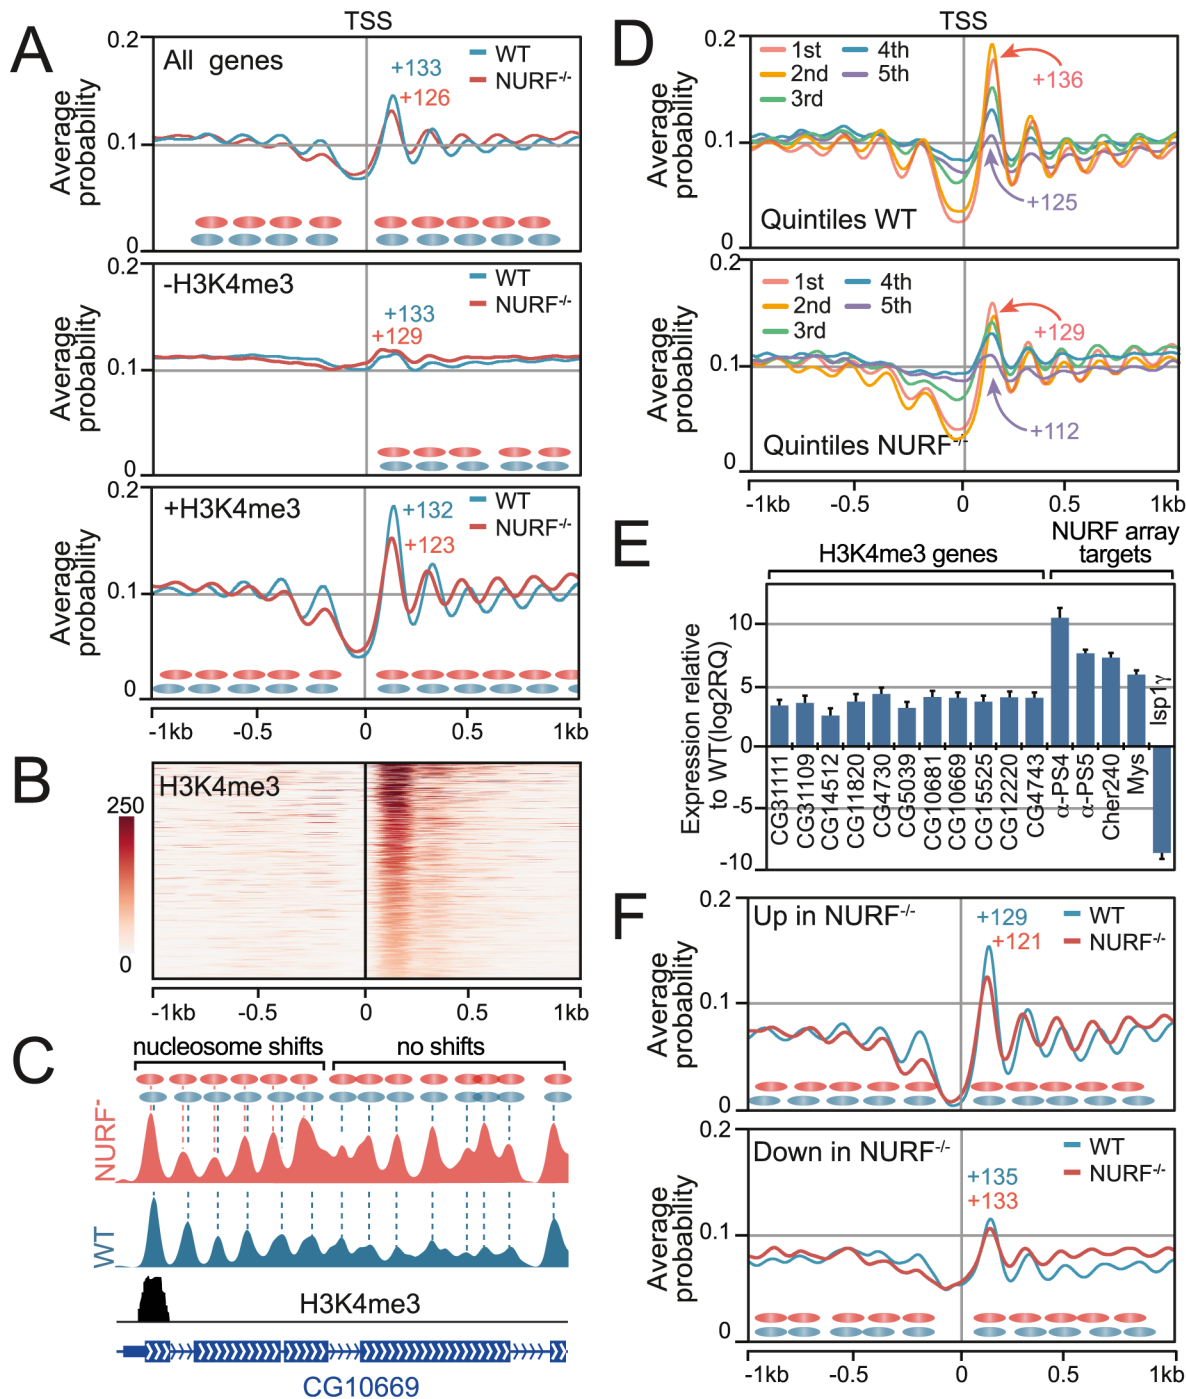 A
TSS
0.2
All genes
WT
NURF-/-
+133
+126
Average probability
0.1
0
0.2
-H3K4me3
WT
NURF-/-
+133
+129
Average probability
0.1
0
0.2
+H3K4me3
WT
NURF-/-
+132
+123
Average probability
0.1
0
-1kb -0.5 0 0.5 1kb
B
H3K4me3
250
0
-1kb -0.5 0 0.5 1kb
C
nucleosome shifts no shifts
NURF-
WT
H3K4me3
CG10669
D
TSS
0.2
1st 4th
2nd 5th
3rd
+136
Average probability
0.1
+125
Quintiles WT
0
0.2
1st 4th
2nd 5th
3rd
+129
Average probability
0.1
+112
Quintiles NURF-/-
0
-1kb -0.5 0 0.5 1kb
E
H3K4me3 genes
NURF array
targets
Expression relative
to WT(log2RQ)
10
5
0
-5
-10
CG31111
CG31109
CG14512
CG11820
CG4730
CG5039
CG10681
CG10669
CG15525
CG12220
CG4743
α-PS4
α-PS5
Cher240
Mys
lsp1γ
F
0.2
Up in NURF-/-
+129
+121
WT
NURF-/-
Average probability
0.1
0
0.2
Down in NURF-/-
+135
+133
WT
NURF-/-
Average probability
0.1
0
-1kb -0.5 0 0.5 1kb